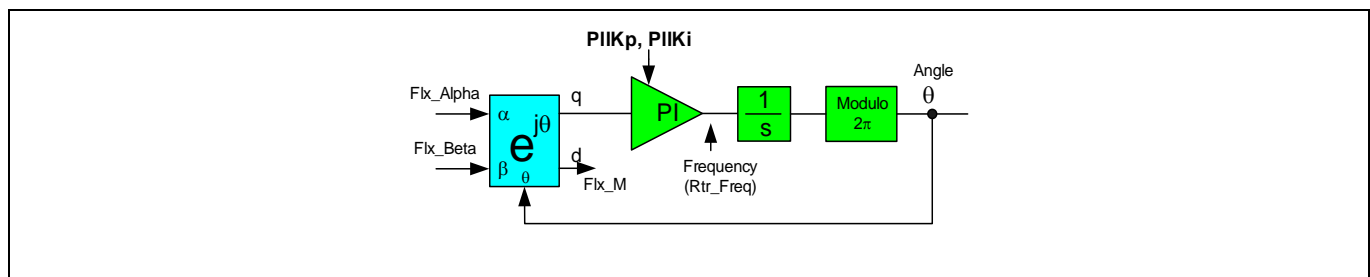 PllKp, PllKi
Angle
θ
Flx_Alpha
q
α
jθ
e
PI
1
s
Modulo
2π
Flx_Beta
β
θ
d
Flx_M
Frequency
(Rtr_Freq)